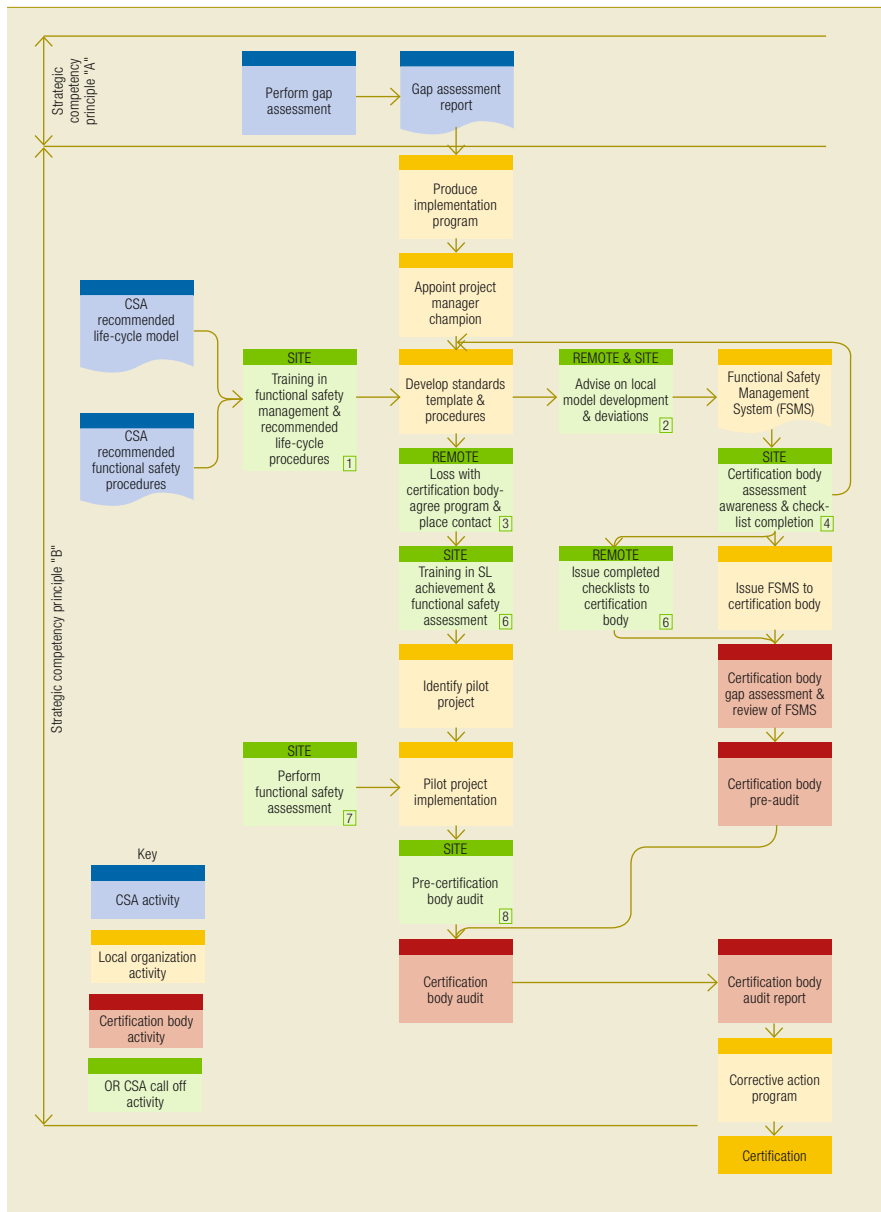 Strategic
competency
principle "A"
Perform gap
assessment
Gap assessment
report
Produce
implementation
program
Appoint project
manager
champion
Strategic competency principle "B"
CSA
recommended
life-cycle model
CSA
recommended
functional safety
procedures
SITE
Training in
functional safety
management &
recommended
life-cycle
procedures
1
Develop standards
template &
procedures
REMOTE & SITE
Advise on local
model development
& deviations
2
Functional Safety
Management
System (FSMS)
REMOTE
Loss with
certification body-
agree program &
place contact
3
SITE
Certification body
assessment
awareness & check-
list completion
4
SITE
Training in SL
achievement &
functional safety
assessment
6
REMOTE
Issue completed
checklists to
certification
body
6
Issue FSMS to
certification body
Identify pilot
project
Certification body
gap assessment &
review of FSMS
SITE
Perform
functional safety
assessment
7
Pilot project
implementation
Certification body
pre-audit
SITE
Pre-certification
body audit
8
Certification
body audit
Certification body
audit report
Corrective action
program
Certification
Key
CSA activity
Local organization
activity
Certification body
activity
OR CSA call off
activity